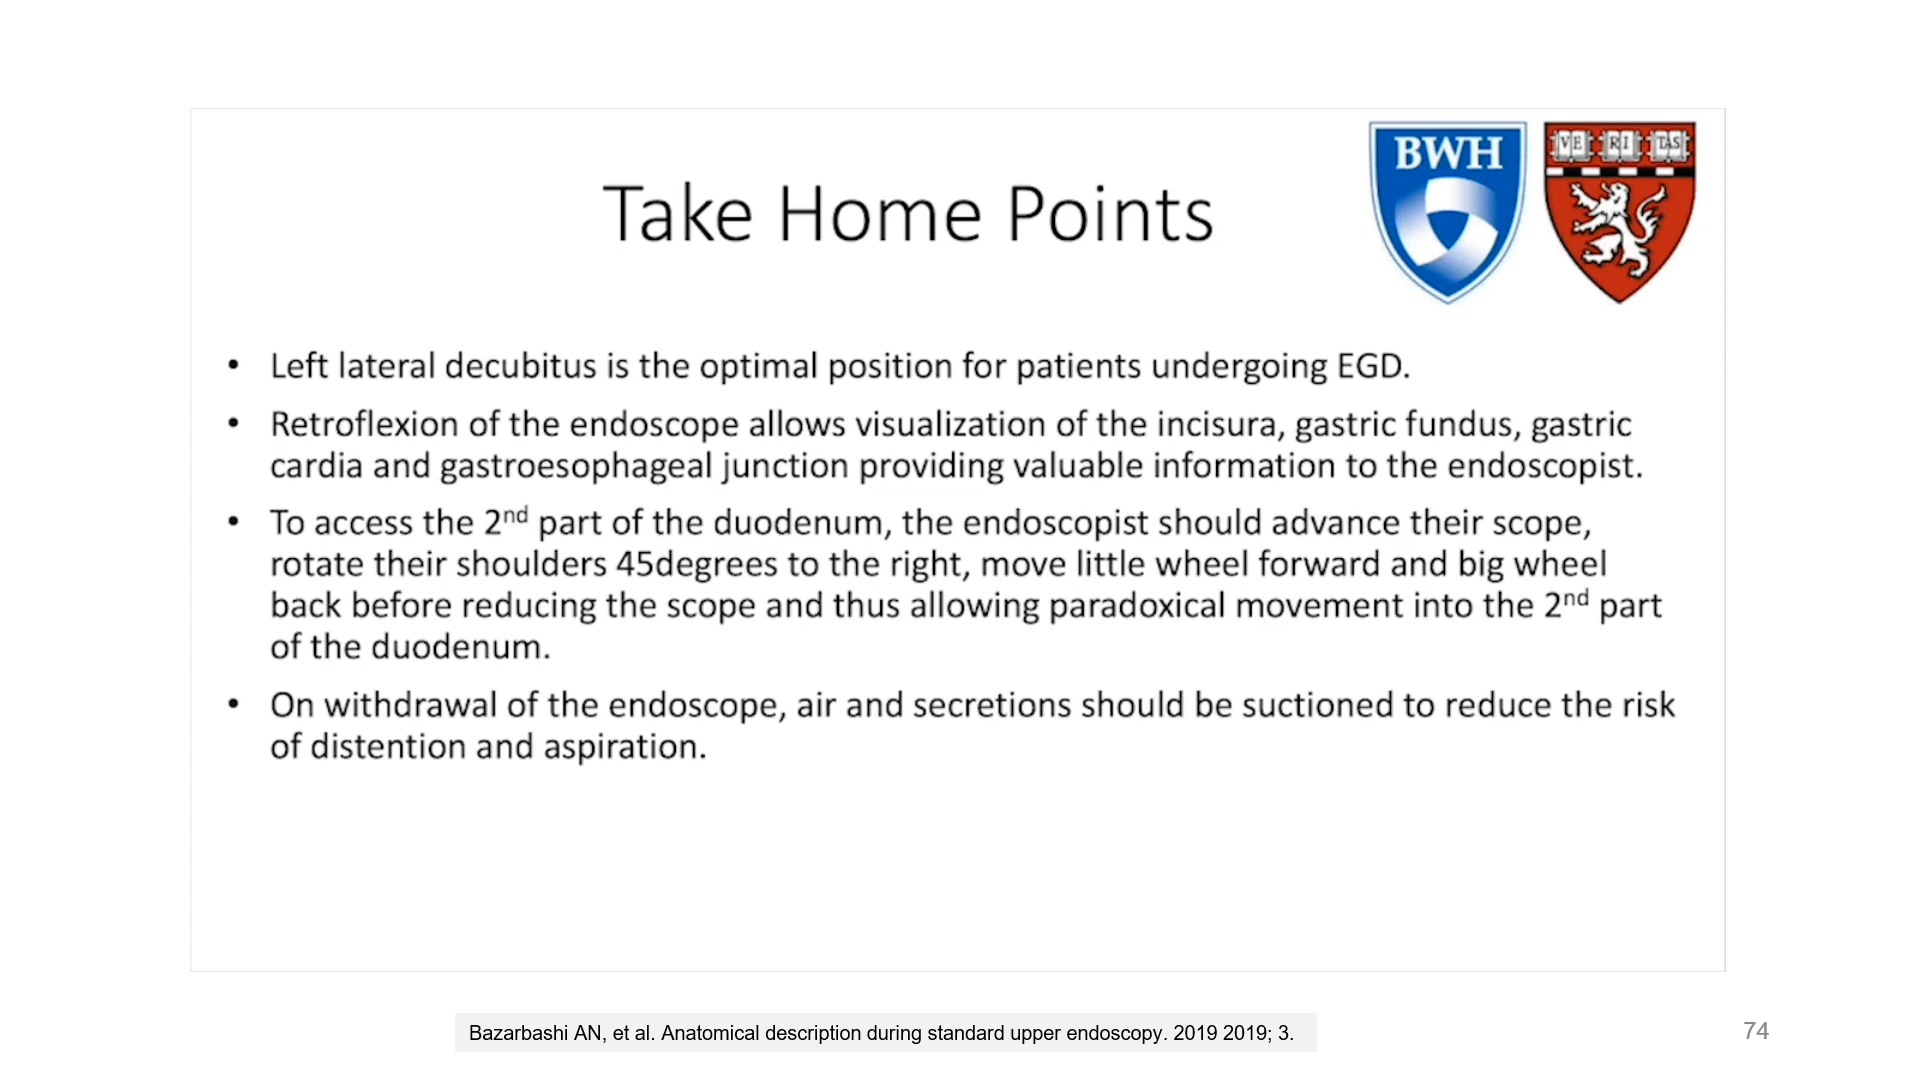 BWH
VE RI TAS
Take Home Points
• Left lateral decubitus is the optimal position for patients undergoing EGD.
• Retroflexion of the endoscope allows visualization of the incisura, gastric fundus, gastric
cardia and gastroesophageal junction providing valuable information to the endoscopist.
• To access the 2nd part of the duodenum, the endoscopist should advance their scope,
rotate their shoulders 45degrees to the right, move little wheel forward and big wheel
back before reducing the scope and thus allowing paradoxical movement into the 2nd part
of the duodenum.
• On withdrawal of the endoscope, air and secretions should be suctioned to reduce the risk
of distention and aspiration.
Bazarbashi AN, et al. Anatomical description during standard upper endoscopy. 2019 2019; 3.
74